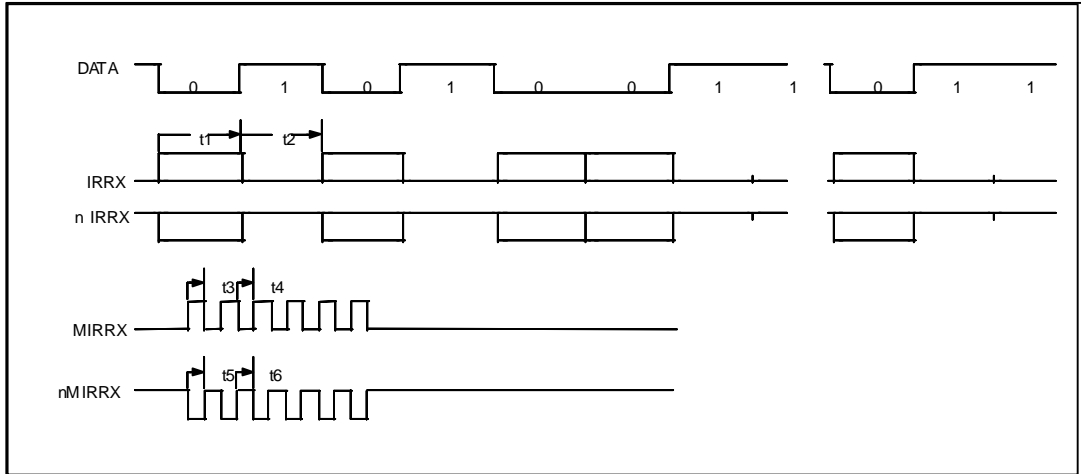 DATA
0 1 0 1 0 0 1 1 0 1 1
t1 t2
IRRX
n IRRX
t3 t4
MIRRX
t5 t6
nMIRRX